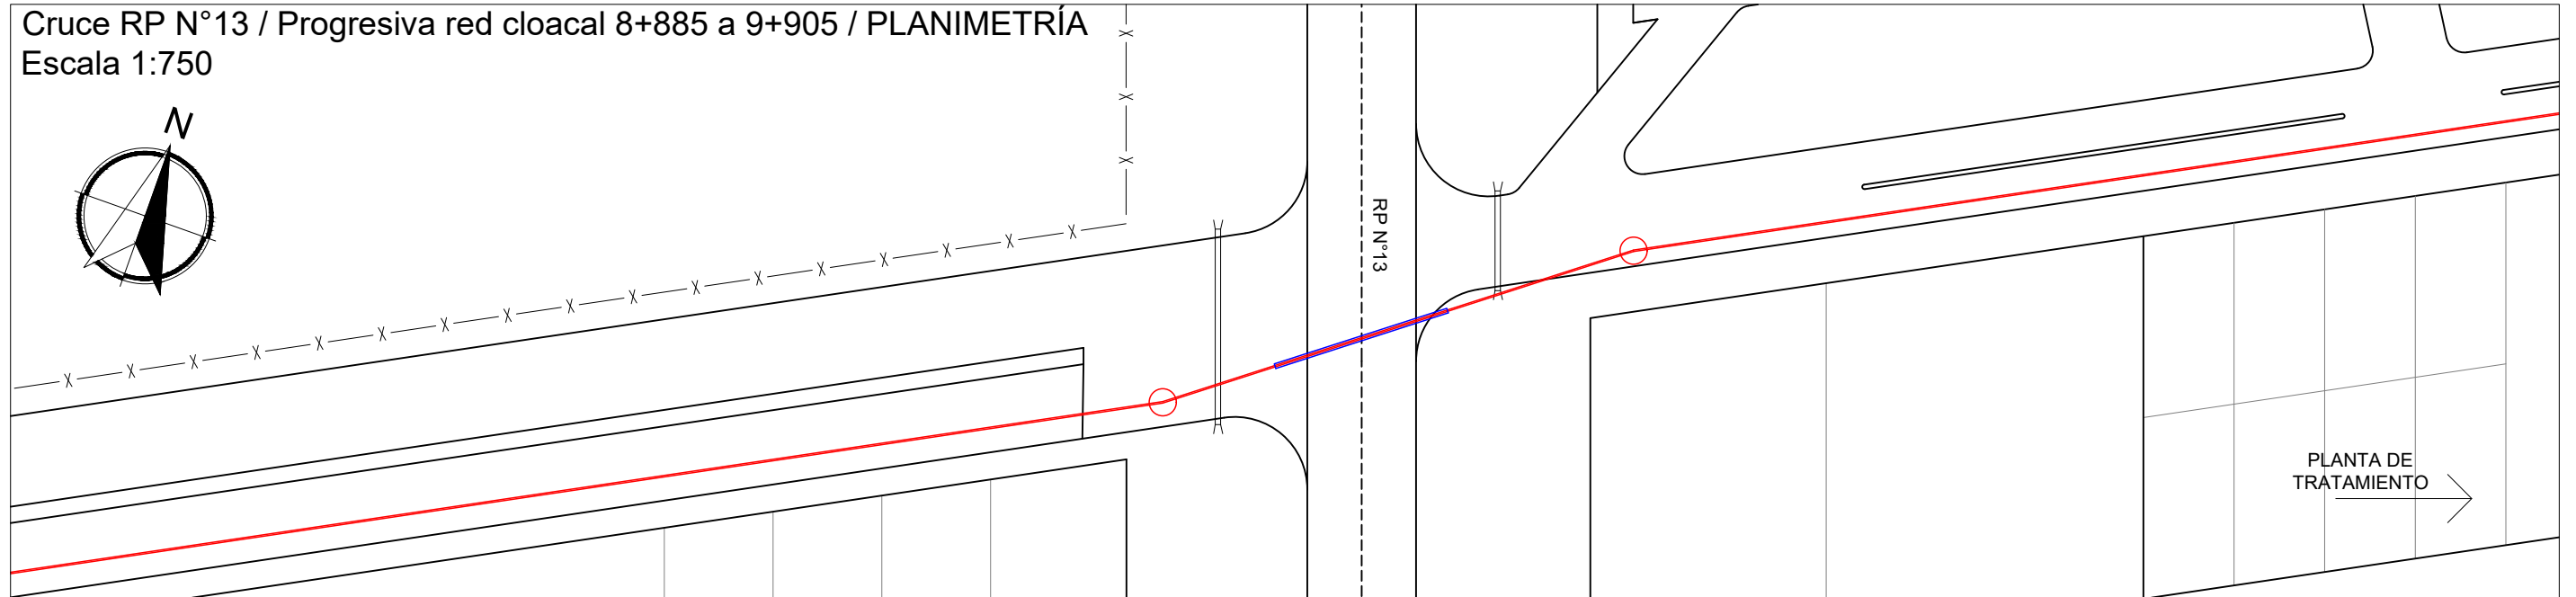 Cruce RP N°13 / Progresiva red cloacal 8+885 a 9+905 / PLANIMETRÍA
Escala 1:750
N
RP N°13
PLANTA DE
TRATAMIENTO